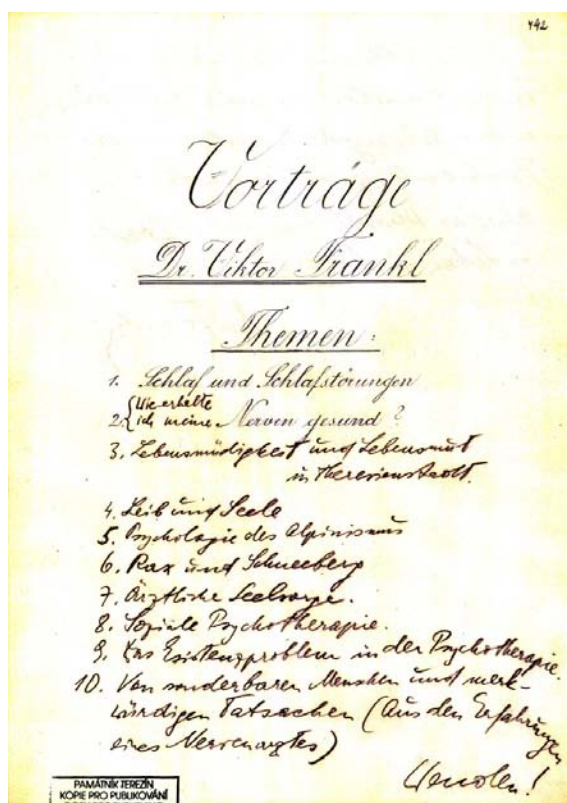 442
Vorträge
Dr. Viktor Frankl
Themen:
1. Schlaf und Schlafstörungen
2. {Wie erhalte
ich meine Nerven gesund?
3. Lebensmüdigkeit und Lebensmut
in Theresienstadt.
4. Leib und Seele
5. Psychologie des Alpinismus
6. Rax und Schneeberg
7. Ärztliche Seelsorge.
8. Soziale Psychotherapie.
9. Das Existenzproblem in der Psychotherapie.
10. Von sonderbaren Menschen und merk-
würdigen Tatsachen (Aus den Erfahrungen
eines Nervenarztes)
PAMÁTNÍK TEREZÍN
KOPIE PRO PUBLIKOVÁNÍ